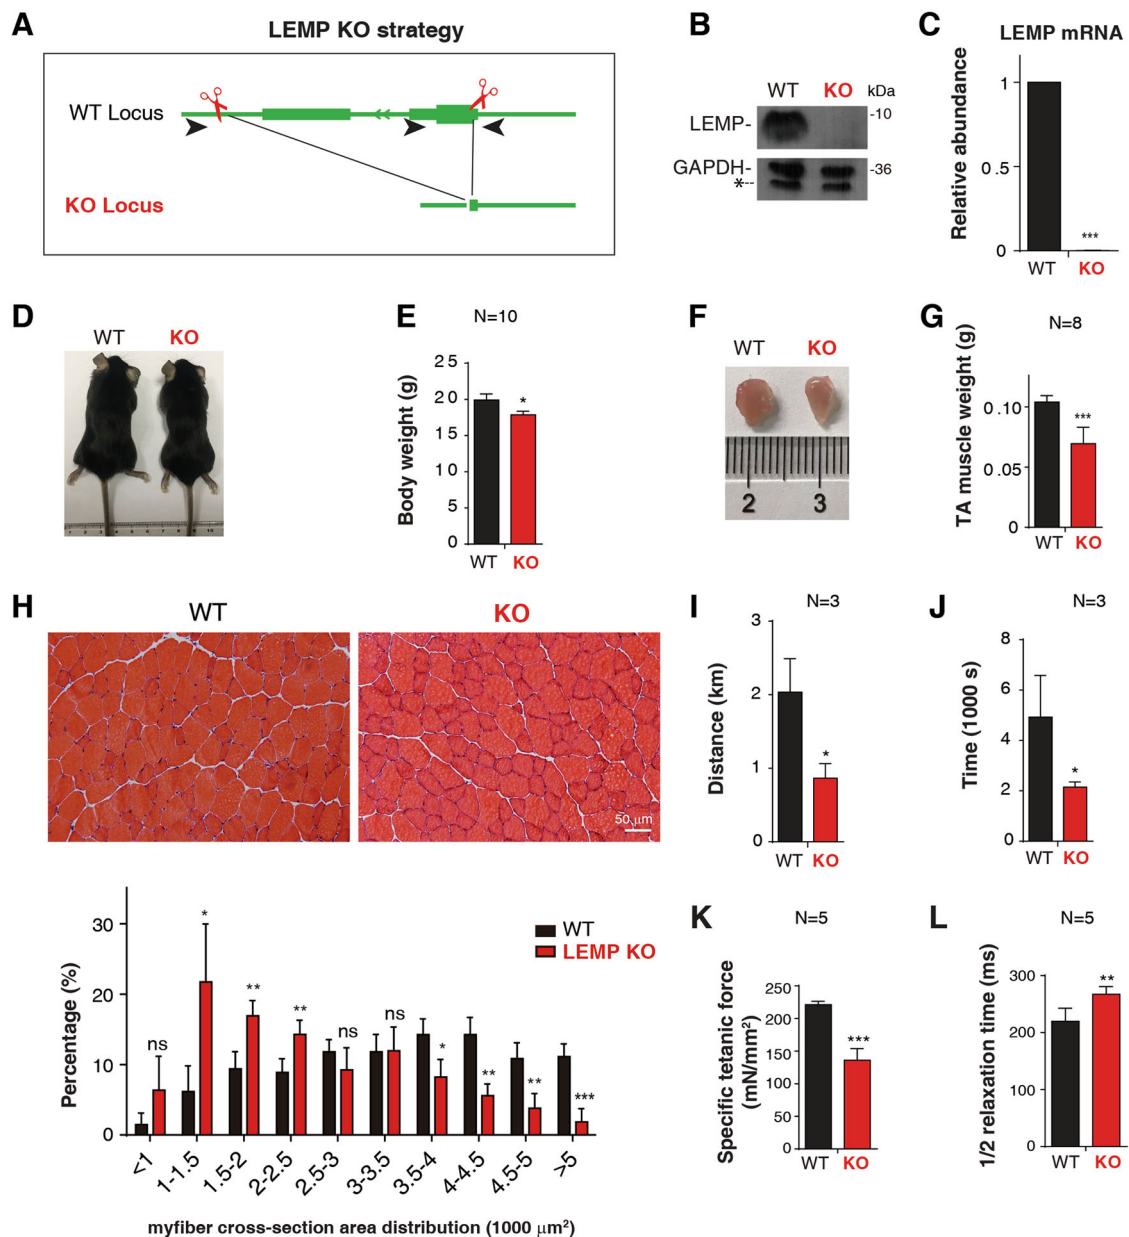 A
LEMP KO strategy
WT Locus
KO Locus
B
WT KO kDa
LEMP-
-10
GAPDH-
-36
*--
C
LEMP mRNA
Relative abundance
1
0.5
0
***
WT KO
D
WT KO
E
N=10
Body weight (g)
25
20
15
10
5
0
*
WT KO
F
WT KO
2 3
G
N=8
TA muscle weight (g)
0.10
0.05
0
***
WT KO
H
WT KO
50 μm
Percentage (%)
30
20
10
0
WT
LEMP KO
ns * ** ** ns ns * ** ** ***
<1 1-1.5 1.5-2 2-2.5 2.5-3 3-3.5 3.5-4 4-4.5 4.5-5 >5
myfiber cross-section area distribution (1000 μm²)
I
N=3
Distance (km)
3
2
1
0
*
WT KO
J
N=3
Time (1000 s)
8
6
4
2
0
*
WT KO
K
N=5
Specific tetanic force
(mN/mm²)
250
200
150
100
50
0
***
WT KO
L
N=5
1/2 relaxation time (ms)
300
200
100
0
**
WT KO